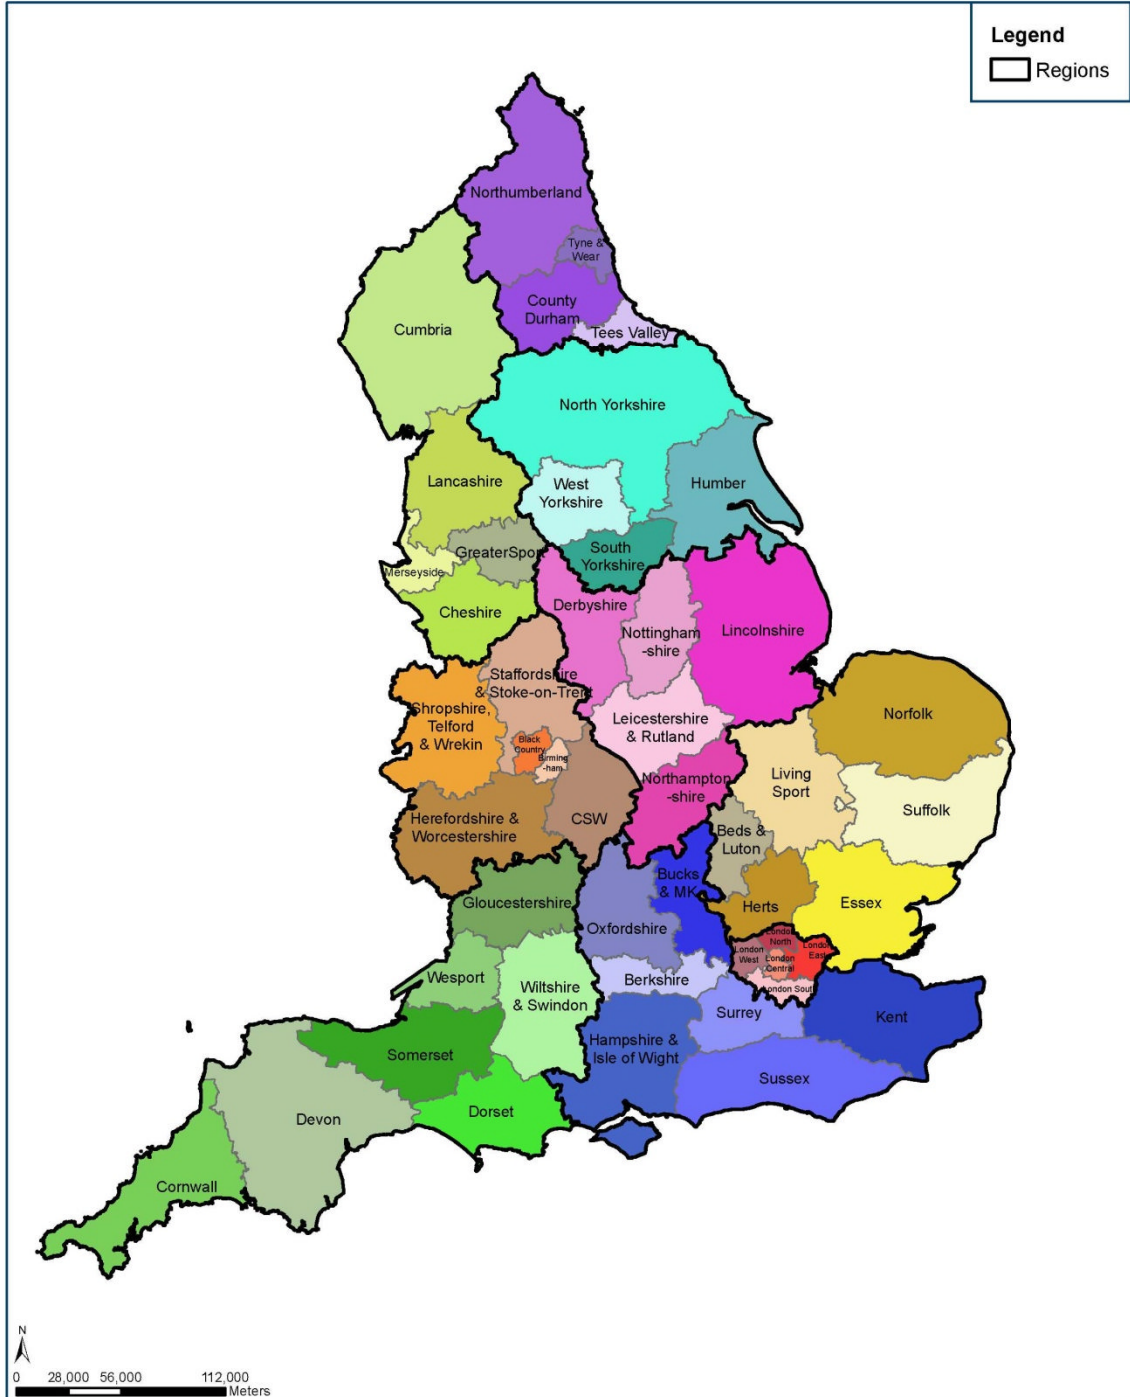 Legend
Regions
Northumberland
Tyne &
Wear
County
Durham
Tees Valley
Cumbria
North Yorkshire
Lancashire
West
Yorkshire
Humber
GreaterSport
South
Yorkshire
Merseyside
Cheshire
Derbyshire
Nottingham
-shire
Lincolnshire
Staffordshire
& Stoke-on-Trent
Shropshire,
Telford
& Wrekin
Leicestershire
& Rutland
Norfolk
Black
Country
Birming
-ham
Northampton
-shire
Living
Sport
Suffolk
Herefordshire &
Worcestershire
CSW
Beds &
Luton
Bucks
& MK
Gloucestershire
Herts
Essex
Oxfordshire
London
North
London
West
London
East
London
Central
London South
Wesport
Wiltshire
& Swindon
Berkshire
Surrey
Kent
Somerset
Hampshire &
Isle of Wight
Sussex
Devon
Dorset
Cornwall
N
0 28,000 56,000 112,000
Meters